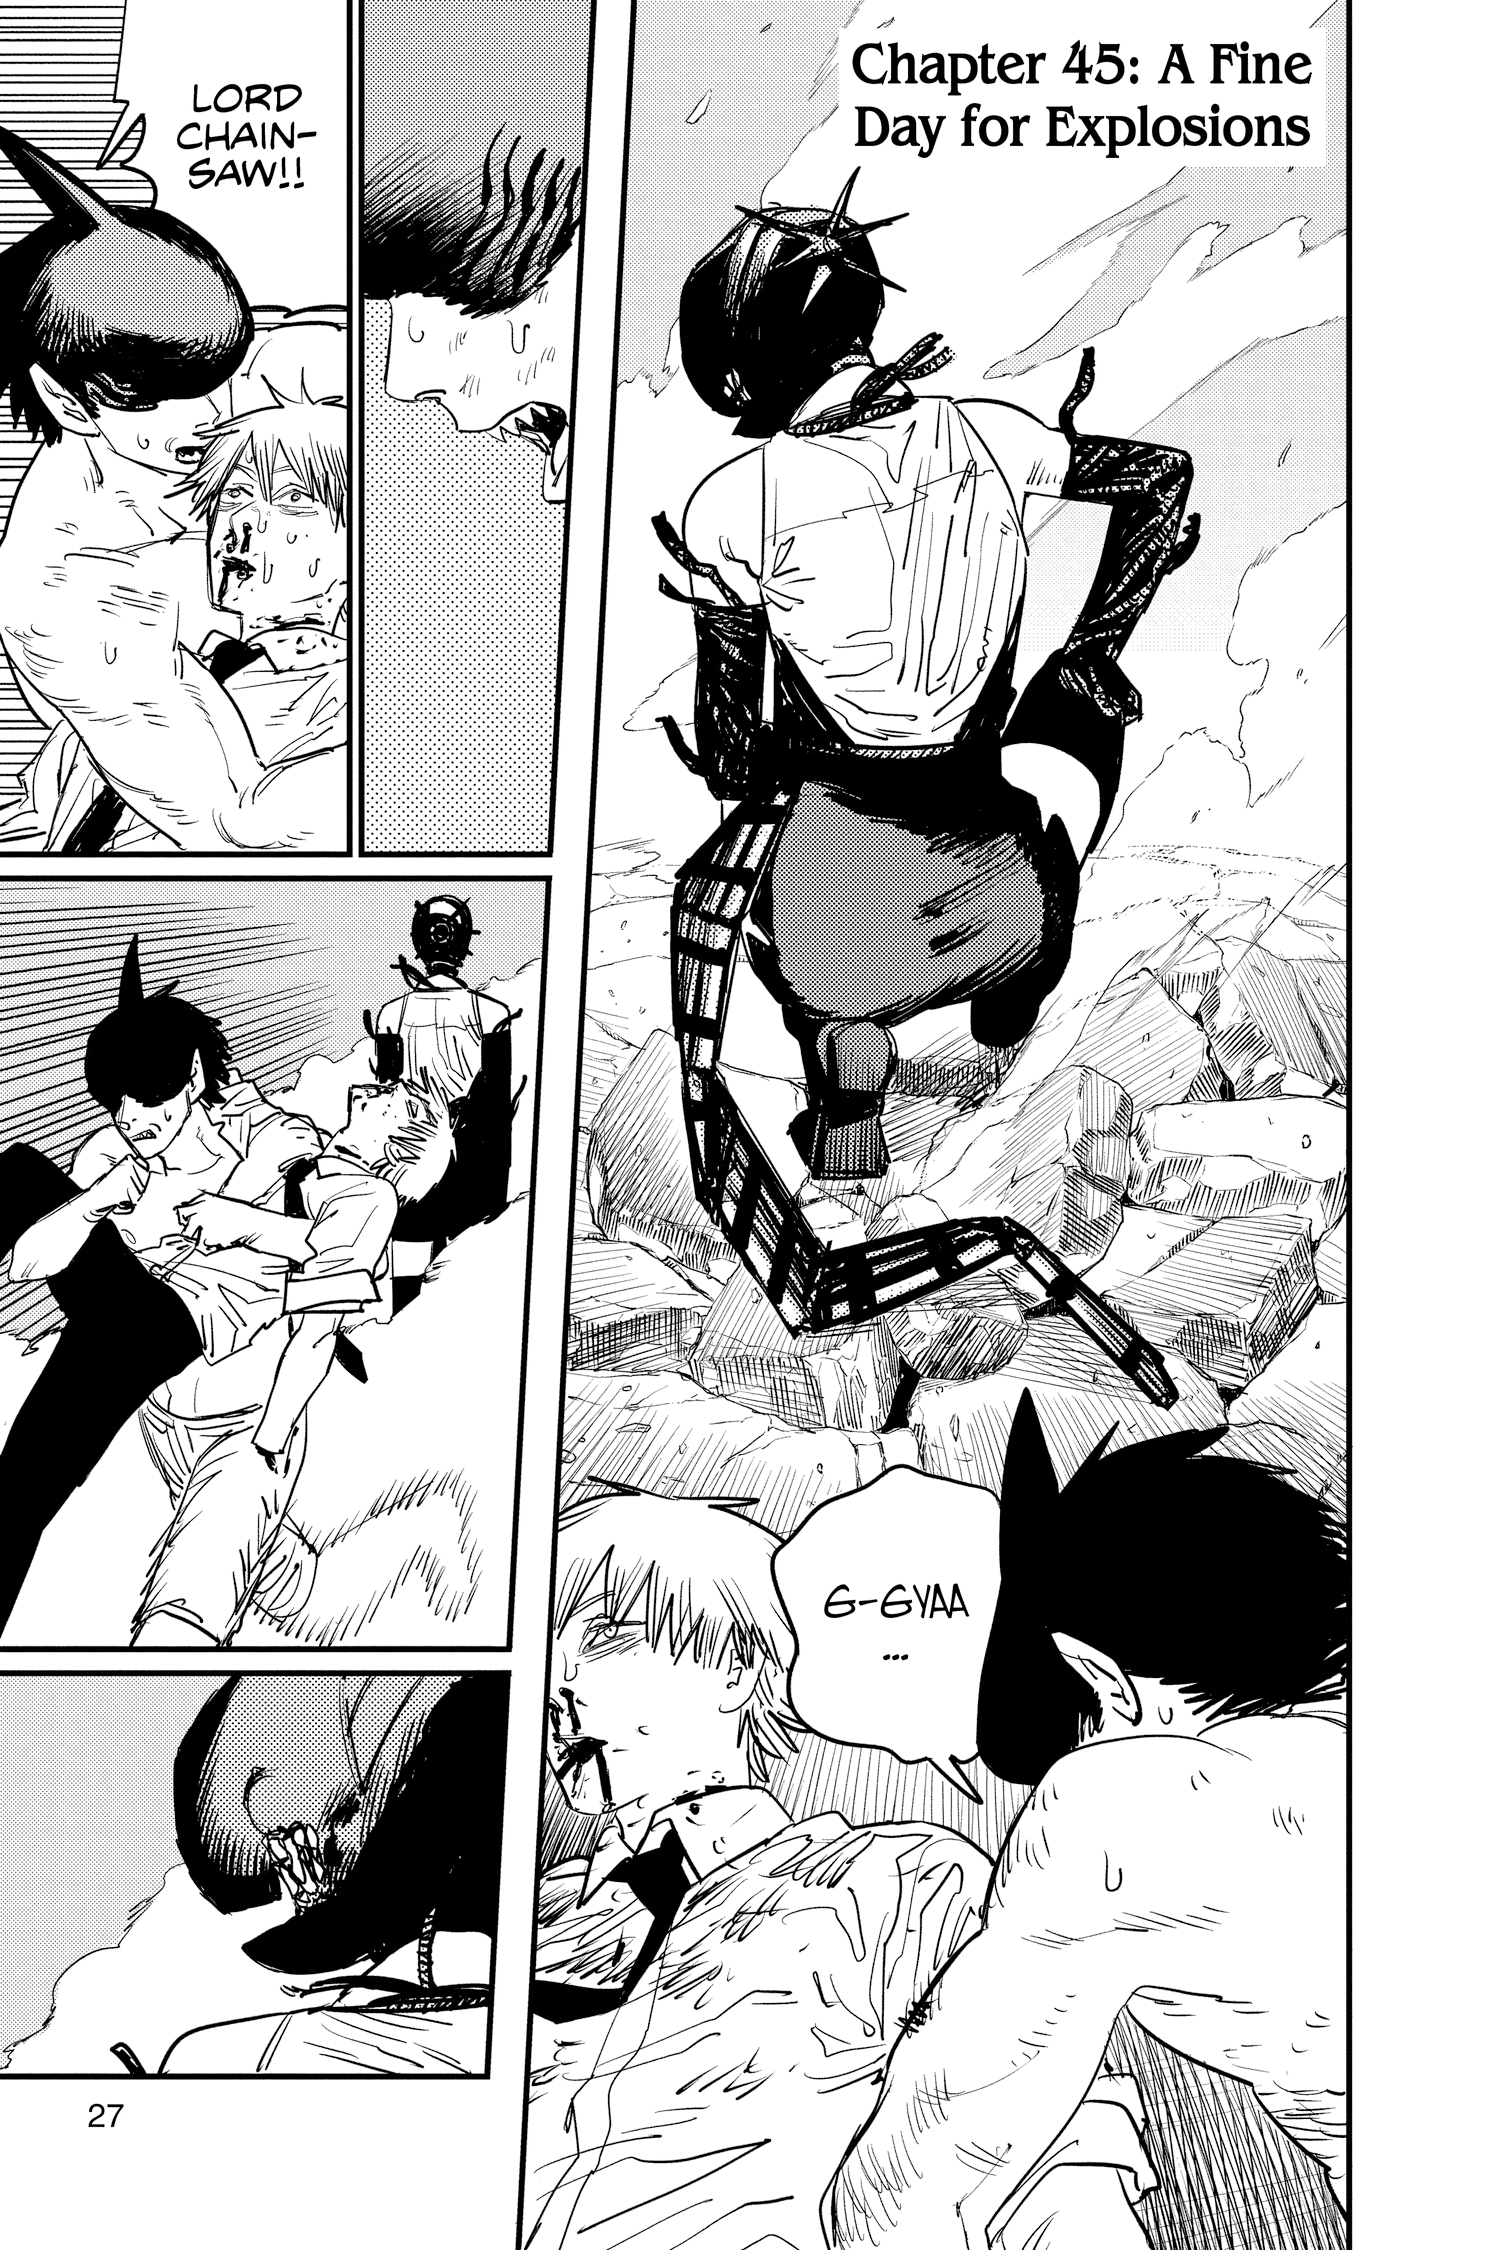 Chapter 45: A Fine
Day for Explosions
G-GYAA
...
LORD
CHAIN-
SAW!!
27